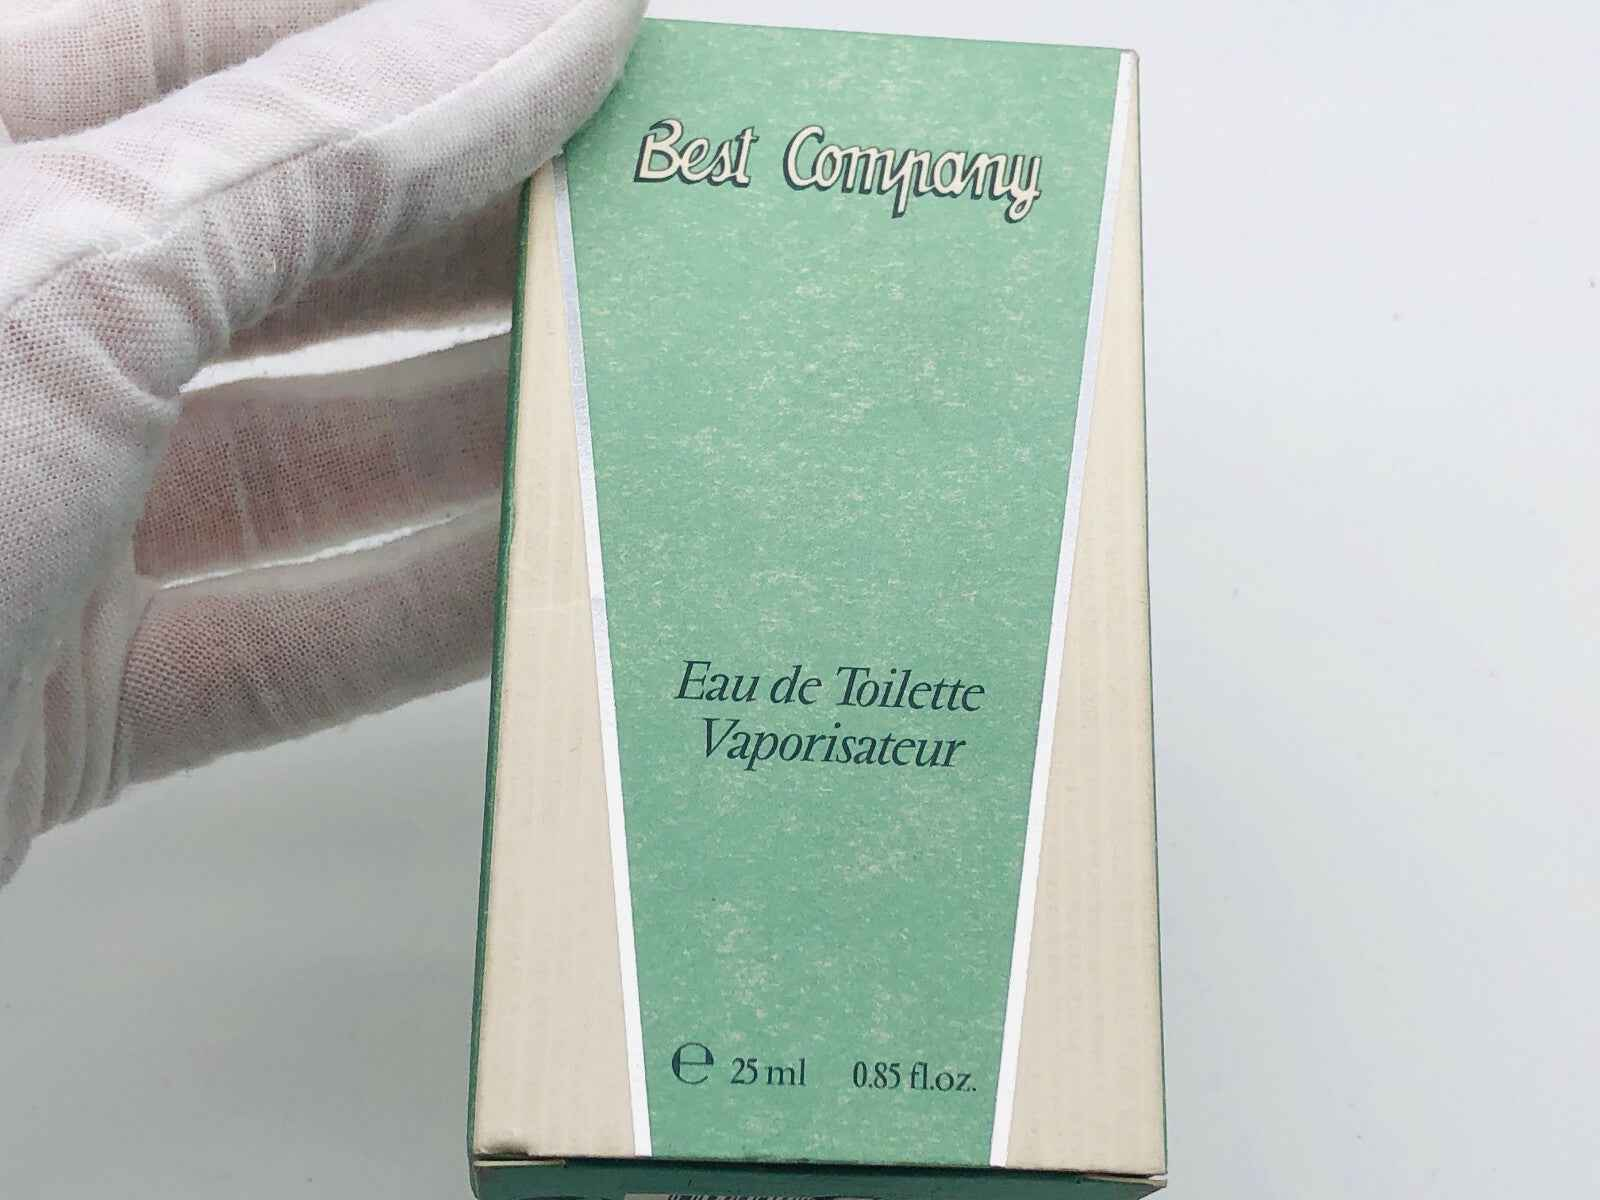 Best Company
Eau de Toilette
Vaporisateur
℮ 25 ml 0.85 fl.oz.